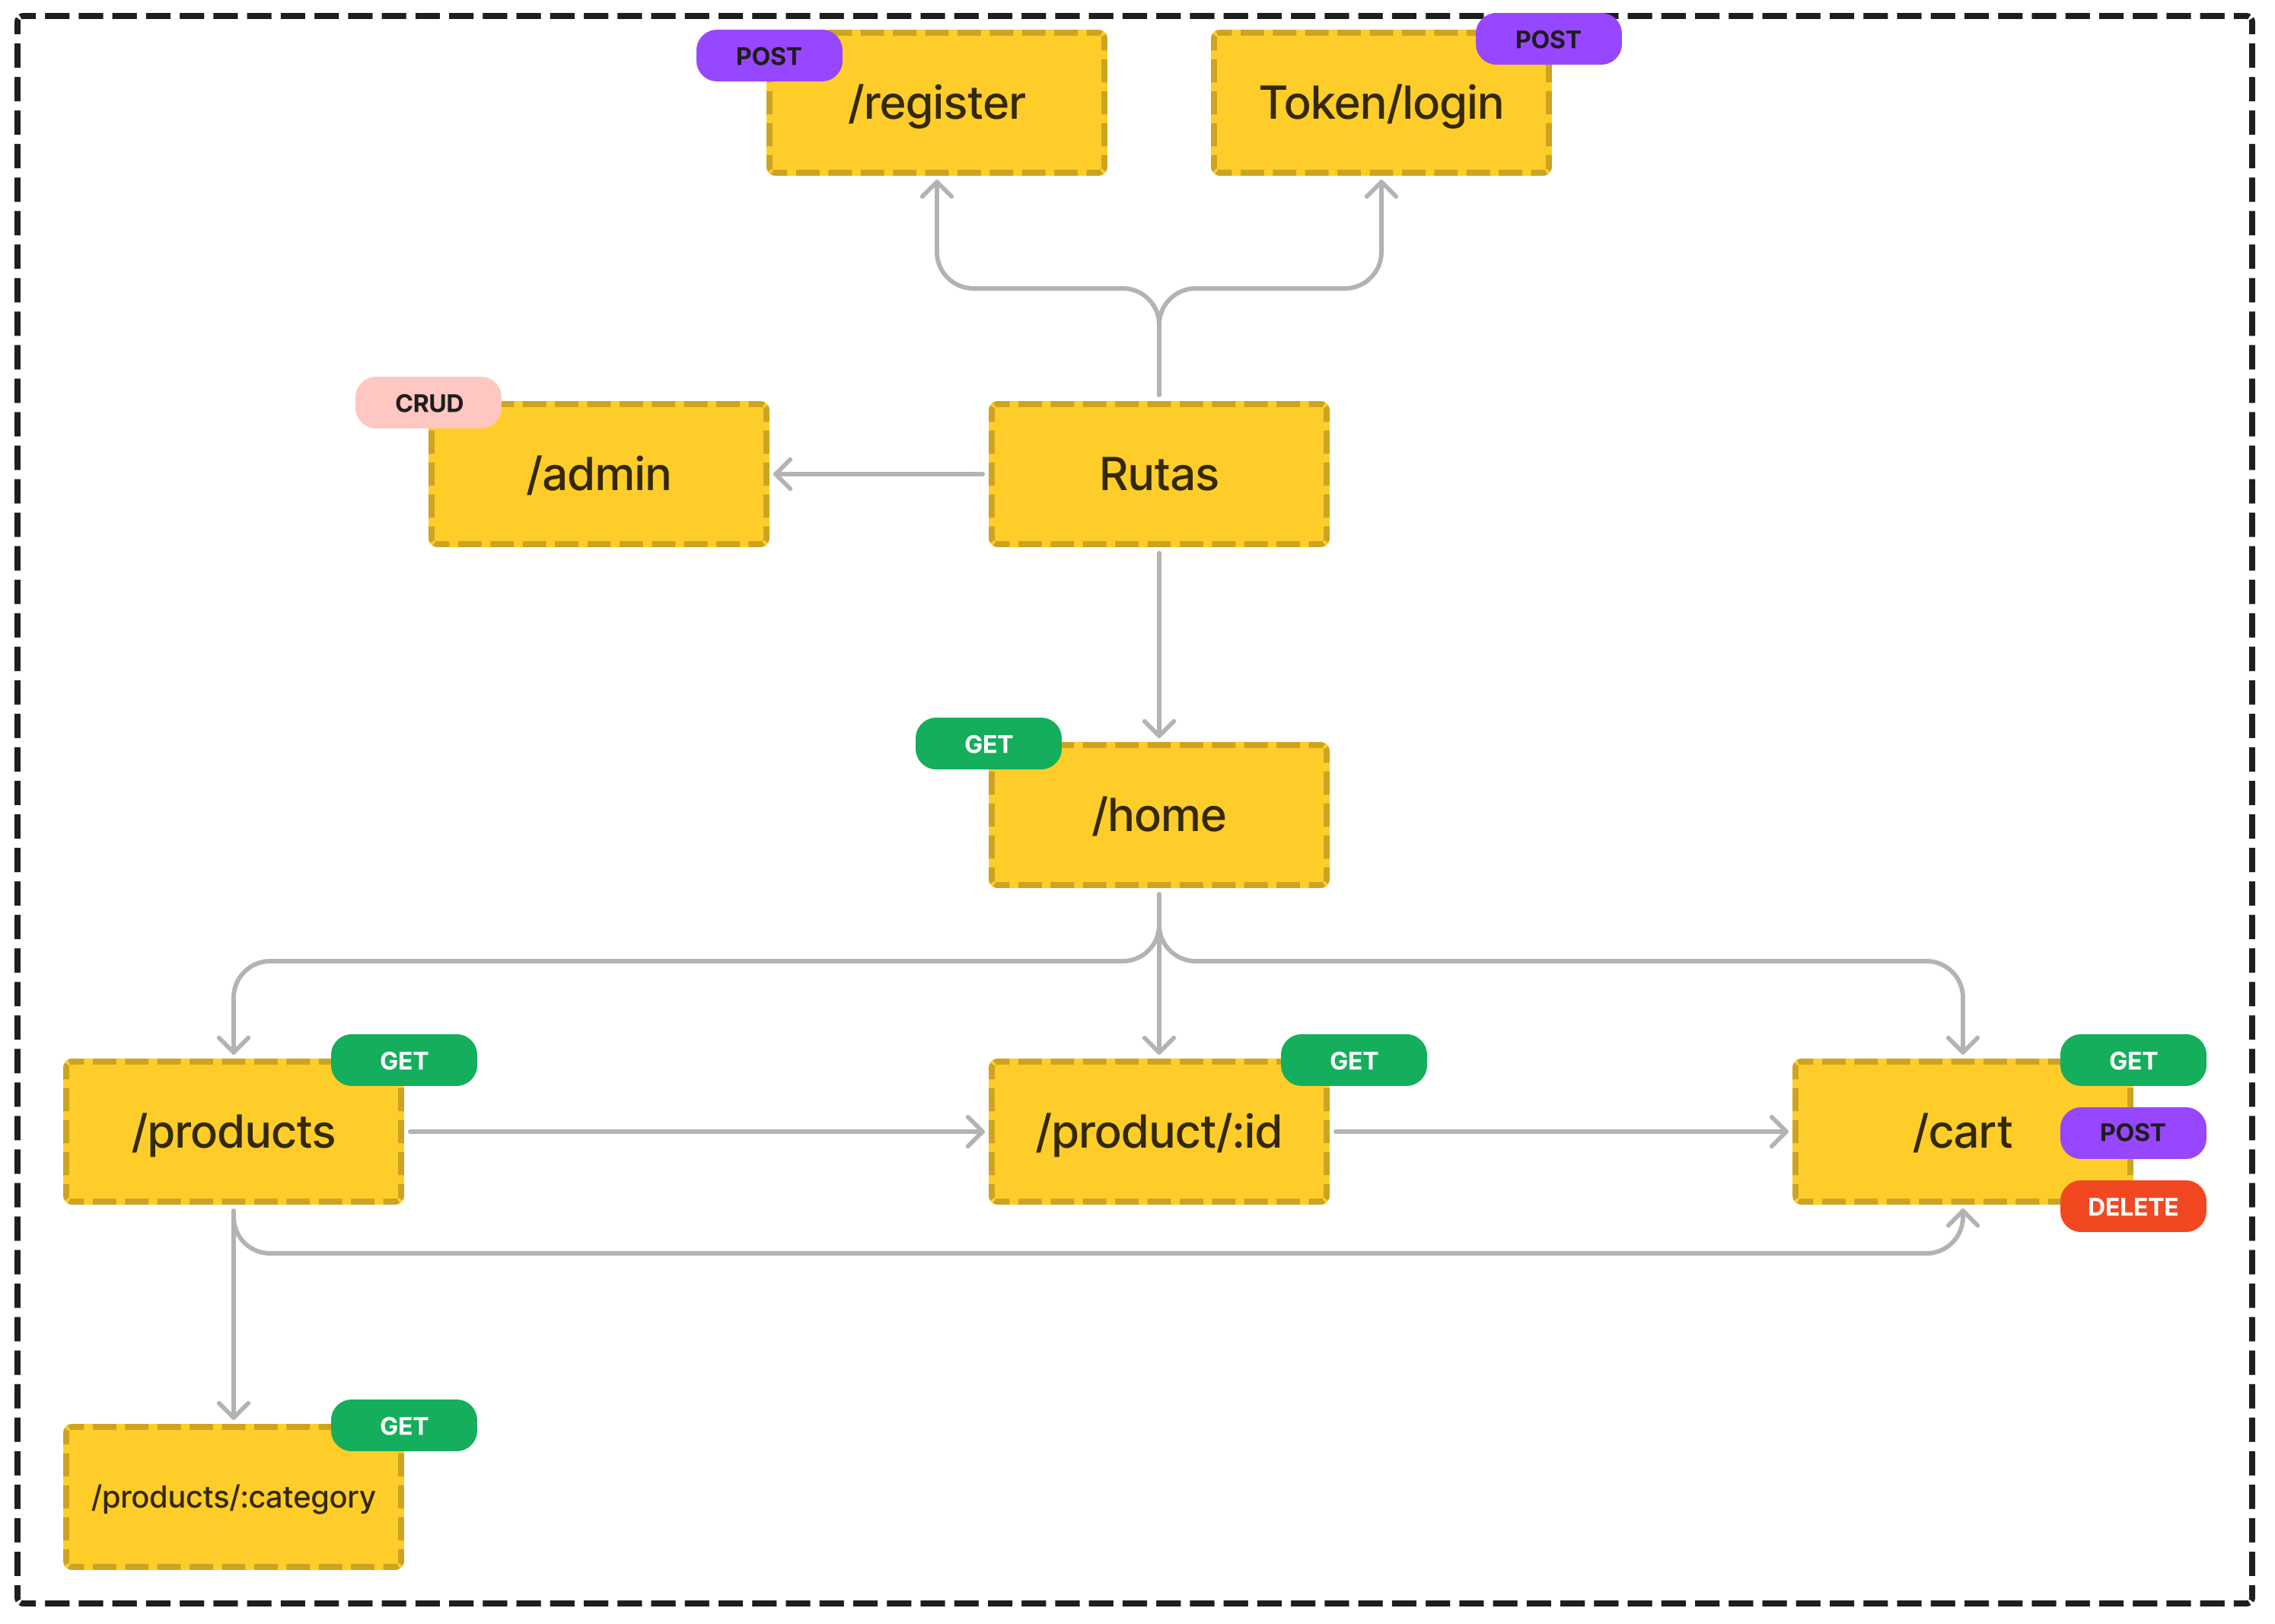 POST
/register
POST
Token/login
CRUD
/admin
Rutas
GET
/home
GET
/products
GET
/product/:id
GET
/cart
POST
DELETE
GET
/products/:category